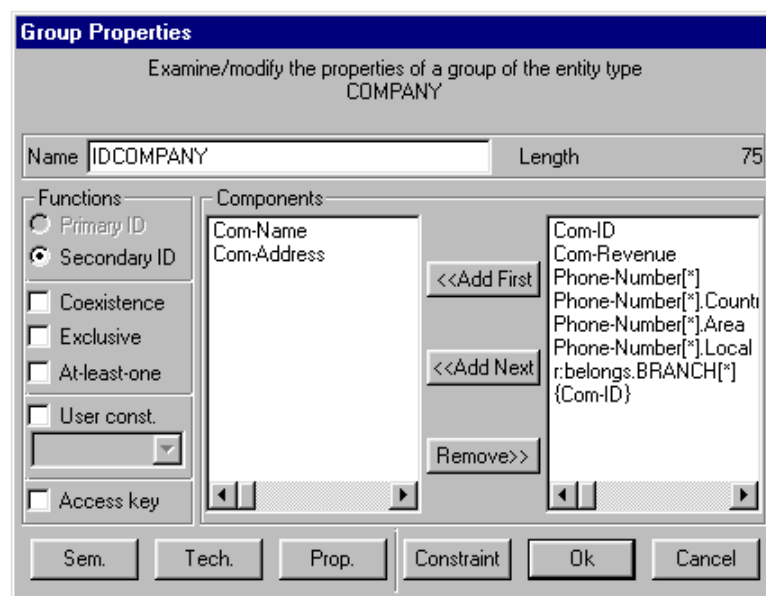 Group Properties
Examine/modify the properties of a group of the entity type
COMPANY
Name IDCOMPANY Length 75
Functions
Primary ID
Secondary ID
Coexistence
Exclusive
At-least-one
User const.
Access key
Components
Com-Name
Com-Address
<<Add First
<<Add Next
Remove>>
Com-ID
Com-Revenue
Phone-Number[*]
Phone-Number[*].Countr
Phone-Number[*].Area
Phone-Number[*].Local
r:belongs.BRANCH[*]
{Com-ID}
Sem. Tech. Prop. Constraint Ok Cancel